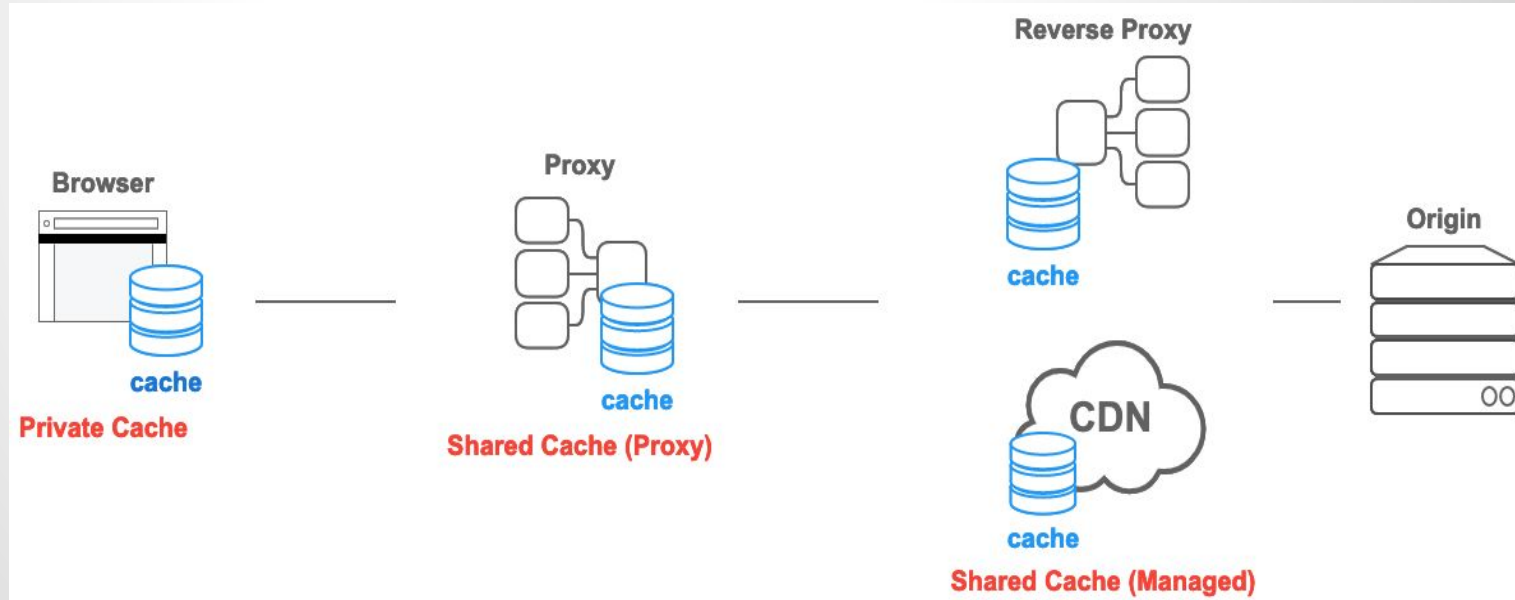 Browser
cache
Private Cache
Proxy
cache
Shared Cache (Proxy)
Reverse Proxy
cache
CDN
cache
Shared Cache (Managed)
Origin